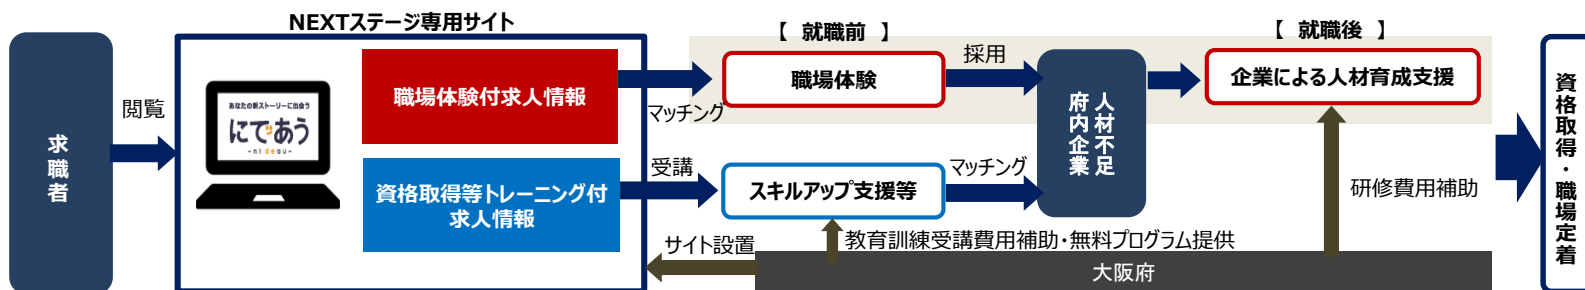 NEXTステージ専用サイト
【 就職前 】
【 就職後 】
求職者
閲覧
あなたの新ストーリーに出会う
にであう
-nideau-
職場体験付求人情報
マッチング
職場体験
採用
人材不足
府内企業
企業による人材育成支援
資格取得・職場定着
資格取得等トレーニング付
求人情報
受講
スキルアップ支援等
マッチング
研修費用補助
サイト設置
教育訓練受講費用補助・無料プログラム提供
大阪府